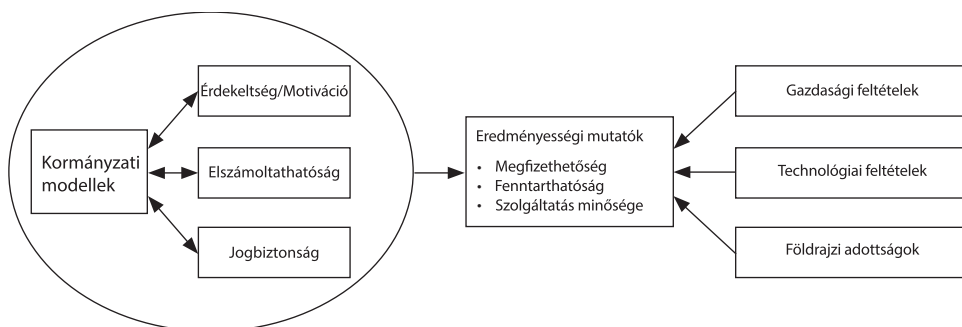 Kormányzati
modellek
Érdekeltség/Motiváció
Elszámoltathatóság
Jogbiztonság
Eredményességi mutatók
• Megfizethetőség
• Fenntarthatóság
• Szolgáltatás minősége
Gazdasági feltételek
Technológiai feltételek
Földrajzi adottságok